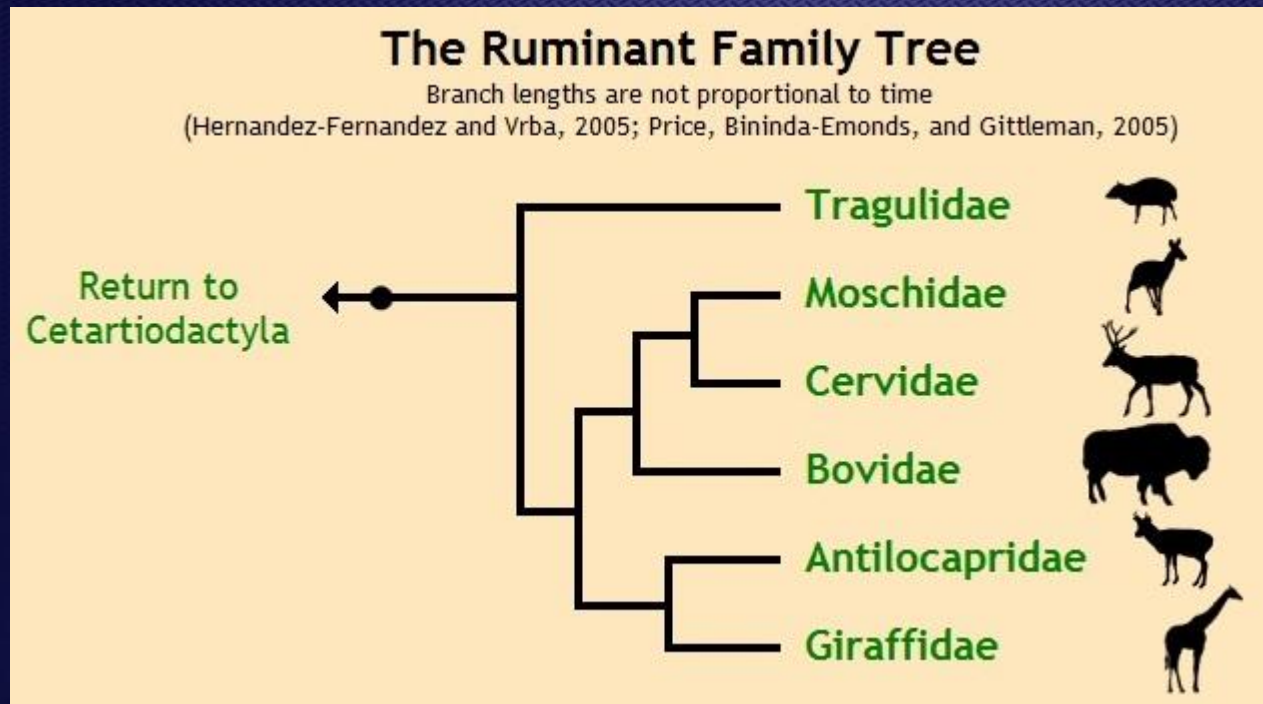 The Ruminant Family Tree
Branch lengths are not proportional to time
(Hernandez-Fernandez and Vrba, 2005; Price, Bininda-Emonds, and Gittleman, 2005)
Tragulidae
Return to
Cetartiodactyla
Moschidae
Cervidae
Bovidae
Antilocapridae
Giraffidae